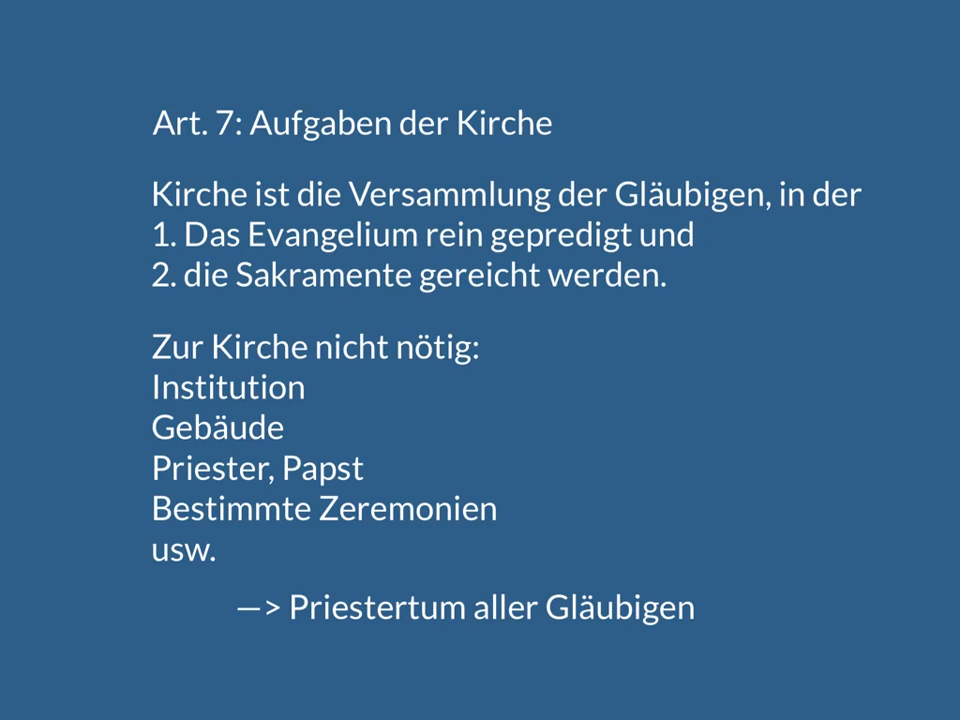 Art. 7: Aufgaben der Kirche
Kirche ist die Versammlung der Gläubigen, in der
1. Das Evangelium rein gepredigt und
2. die Sakramente gereicht werden.
Zur Kirche nicht nötig:
Institution
Gebäude
Priester, Papst
Bestimmte Zeremonien
usw.
—> Priestertum aller Gläubigen